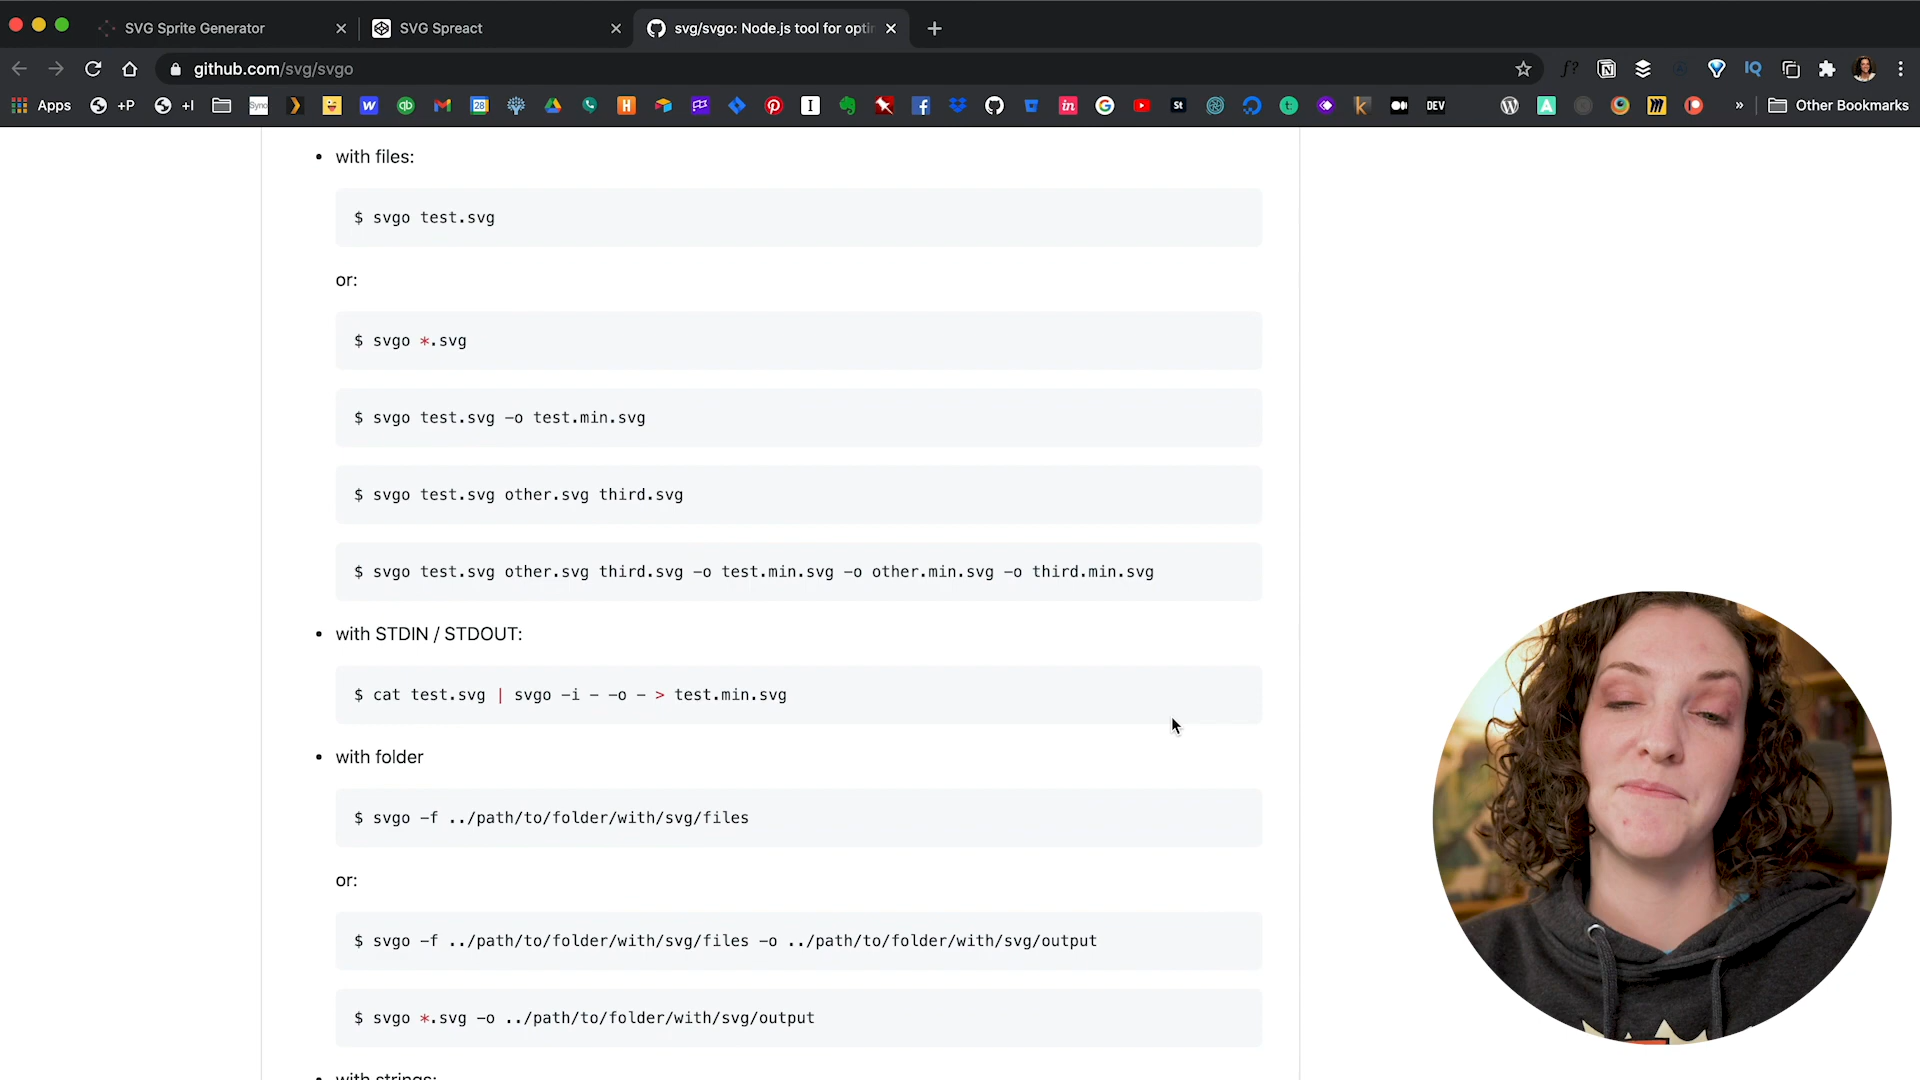 SVG Sprite Generator
SVG Spreact
svg/svgo: Node.js tool for opti
github.com/svg/svgo
Apps
+P
+I
Other Bookmarks
with files:
$ svgo test.svg
or:
$ svgo *.svg
$ svgo test.svg -o test.min.svg
$ svgo test.svg other.svg third.svg
$ svgo test.svg other.svg third.svg -o test.min.svg -o other.min.svg -o third.min.svg
with STDIN / STDOUT:
$ cat test.svg | svgo -i - -o - > test.min.svg
with folder
$ svgo -f ../path/to/folder/with/svg/files
or:
$ svgo -f ../path/to/folder/with/svg/files -o ../path/to/folder/with/svg/output
$ svgo *.svg -o ../path/to/folder/with/svg/output
with strings: